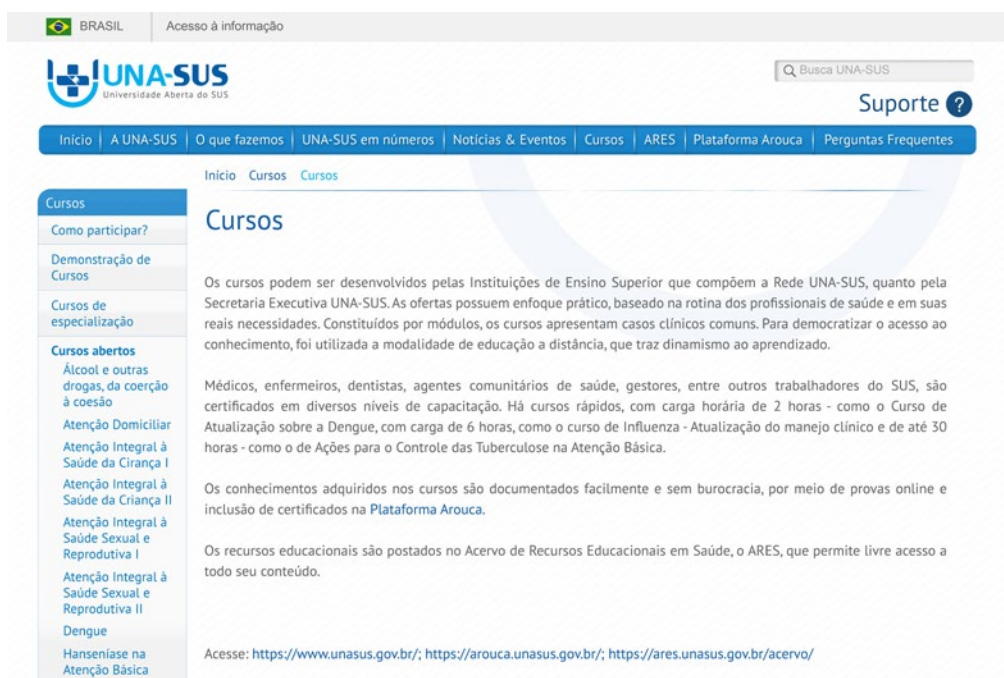 BRASIL Acesso à informação
UNA-SUS
Universidade Aberta do SUS
Busca UNA-SUS
Suporte ?
Início A UNA-SUS O que fazemos UNA-SUS em números Notícias & Eventos Cursos ARES Plataforma Arouca Perguntas Frequentes
Início Cursos Cursos
Cursos
Como participar?
Demonstração de
Cursos
Cursos de
especialização
Cursos abertos
Álcool e outras
drogas, da coerção
à coesão
Atenção Domiciliar
Atenção Integral à
Saúde da Cirança I
Atenção Integral à
Saúde da Criança II
Atenção Integral à
Saúde Sexual e
Reprodutiva I
Atenção Integral à
Saúde Sexual e
Reprodutiva II
Dengue
Hanseníase na
Atenção Básica
Cursos
Os cursos podem ser desenvolvidos pelas Instituições de Ensino Superior que compõem a Rede UNA-SUS, quanto pela
Secretaria Executiva UNA-SUS. As ofertas possuem enfoque prático, baseado na rotina dos profissionais de saúde e em suas
reais necessidades. Constituídos por módulos, os cursos apresentam casos clínicos comuns. Para democratizar o acesso ao
conhecimento, foi utilizada a modalidade de educação a distância, que traz dinamismo ao aprendizado.
Médicos, enfermeiros, dentistas, agentes comunitários de saúde, gestores, entre outros trabalhadores do SUS, são
certificados em diversos níveis de capacitação. Há cursos rápidos, com carga horária de 2 horas - como o Curso de
Atualização sobre a Dengue, com carga de 6 horas, como o curso de Influenza - Atualização do manejo clínico e de até 30
horas - como o de Ações para o Controle das Tuberculose na Atenção Básica.
Os conhecimentos adquiridos nos cursos são documentados facilmente e sem burocracia, por meio de provas online e
inclusão de certificados na Plataforma Arouca.
Os recursos educacionais são postados no Acervo de Recursos Educacionais em Saúde, o ARES, que permite livre acesso a
todo seu conteúdo.
Acesse: https://www.unasus.gov.br/; https://arouca.unasus.gov.br/; https://ares.unasus.gov.br/acervo/